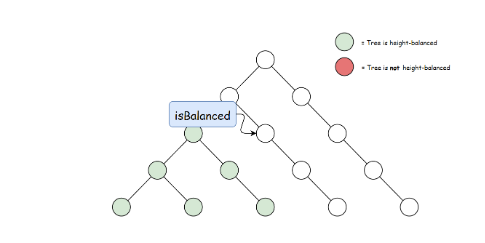 = Tree is height-balanced
= Tree is not height-balanced
isBalanced